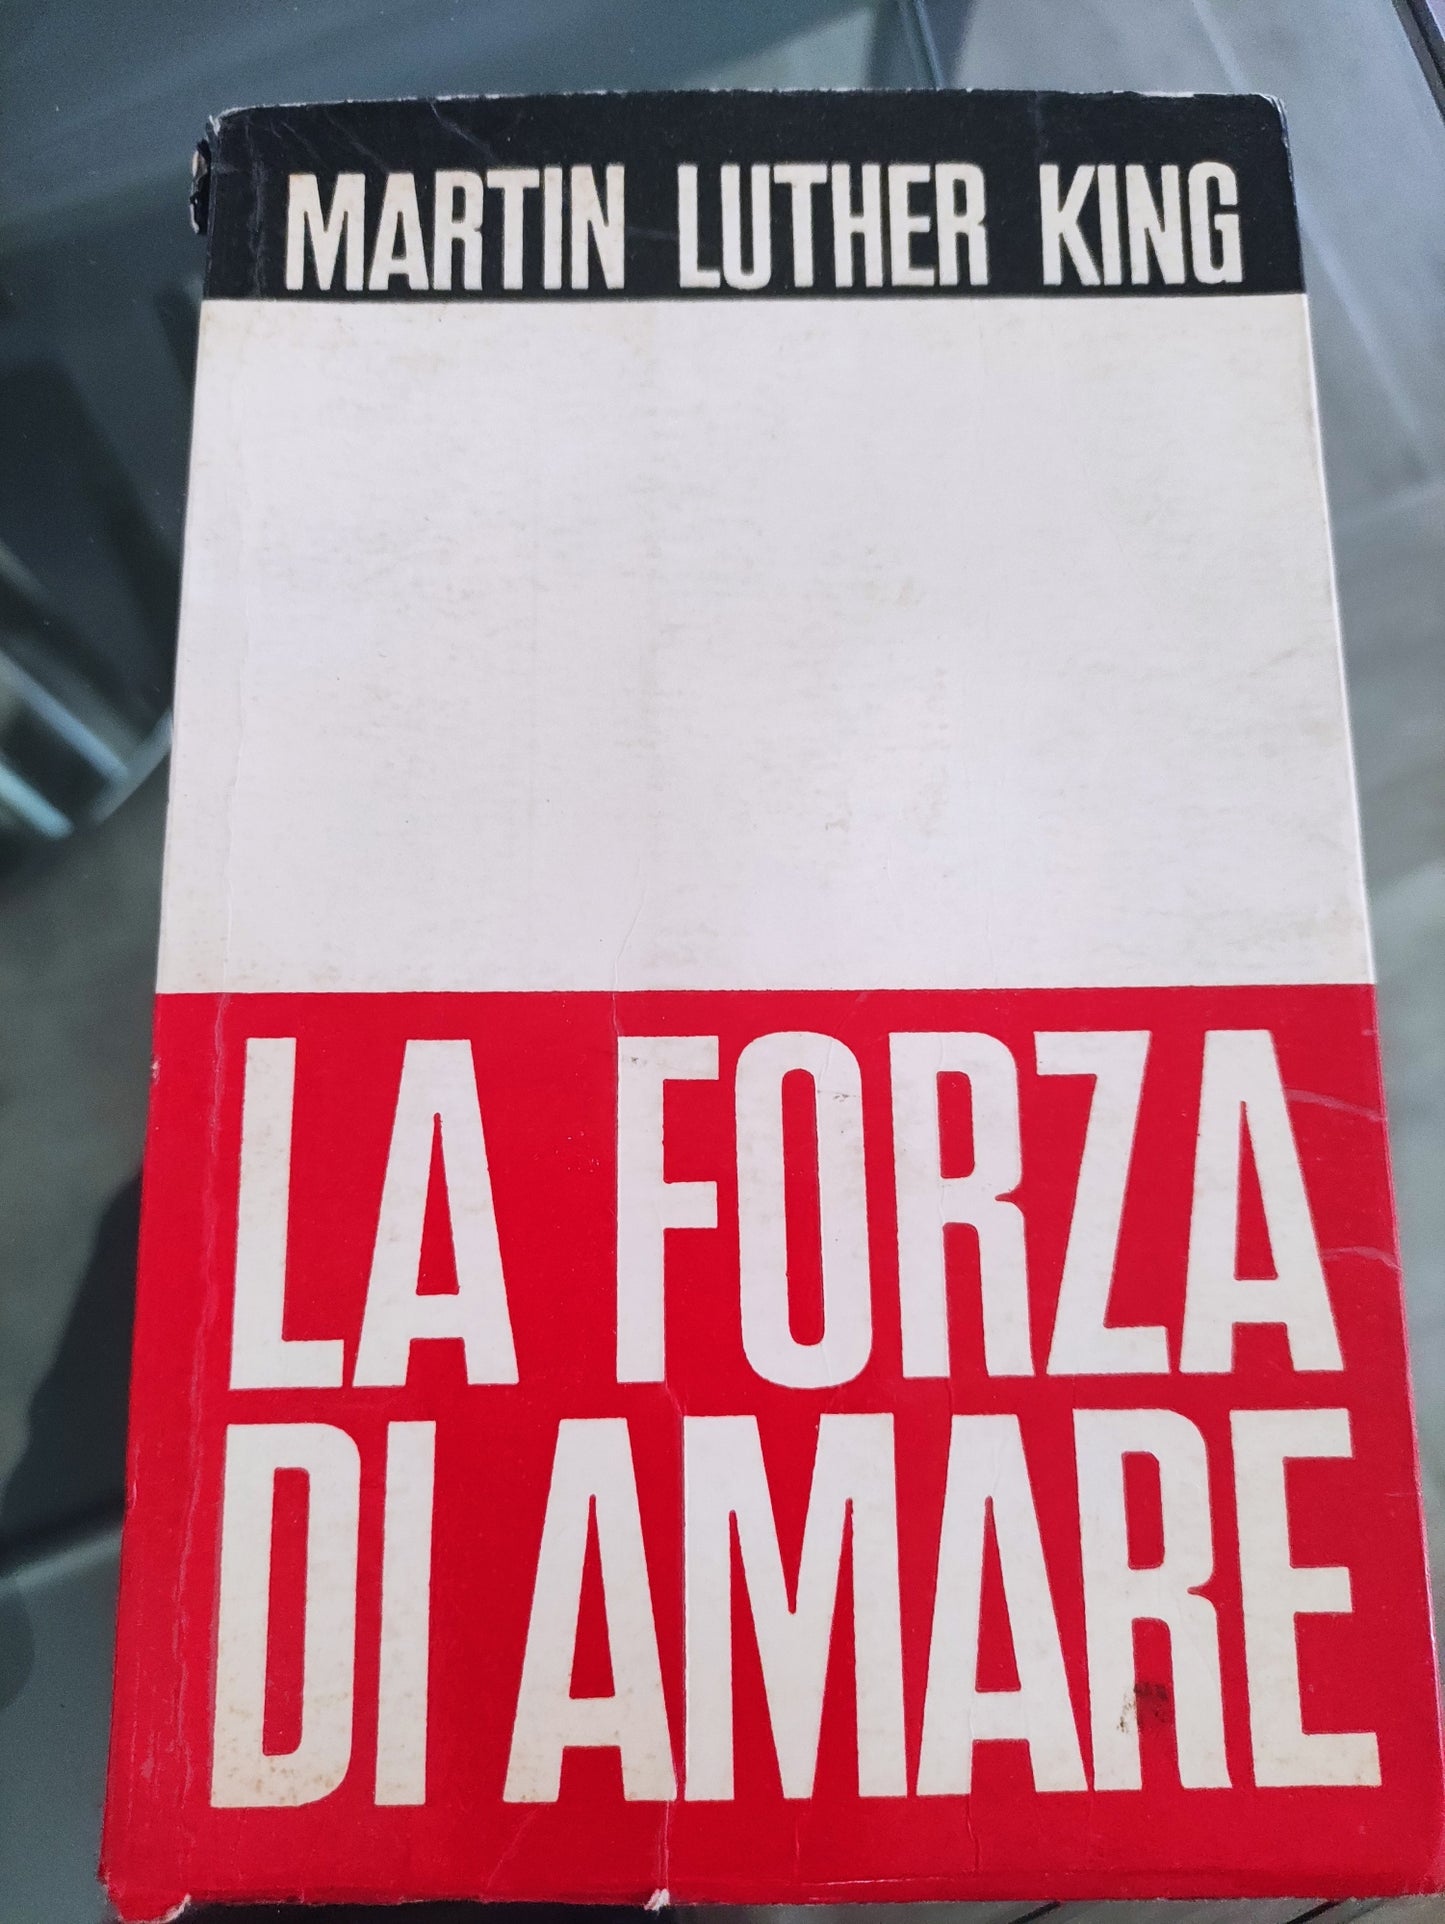 MARTIN LUTHER KING
LA FORZA
DI AMARE